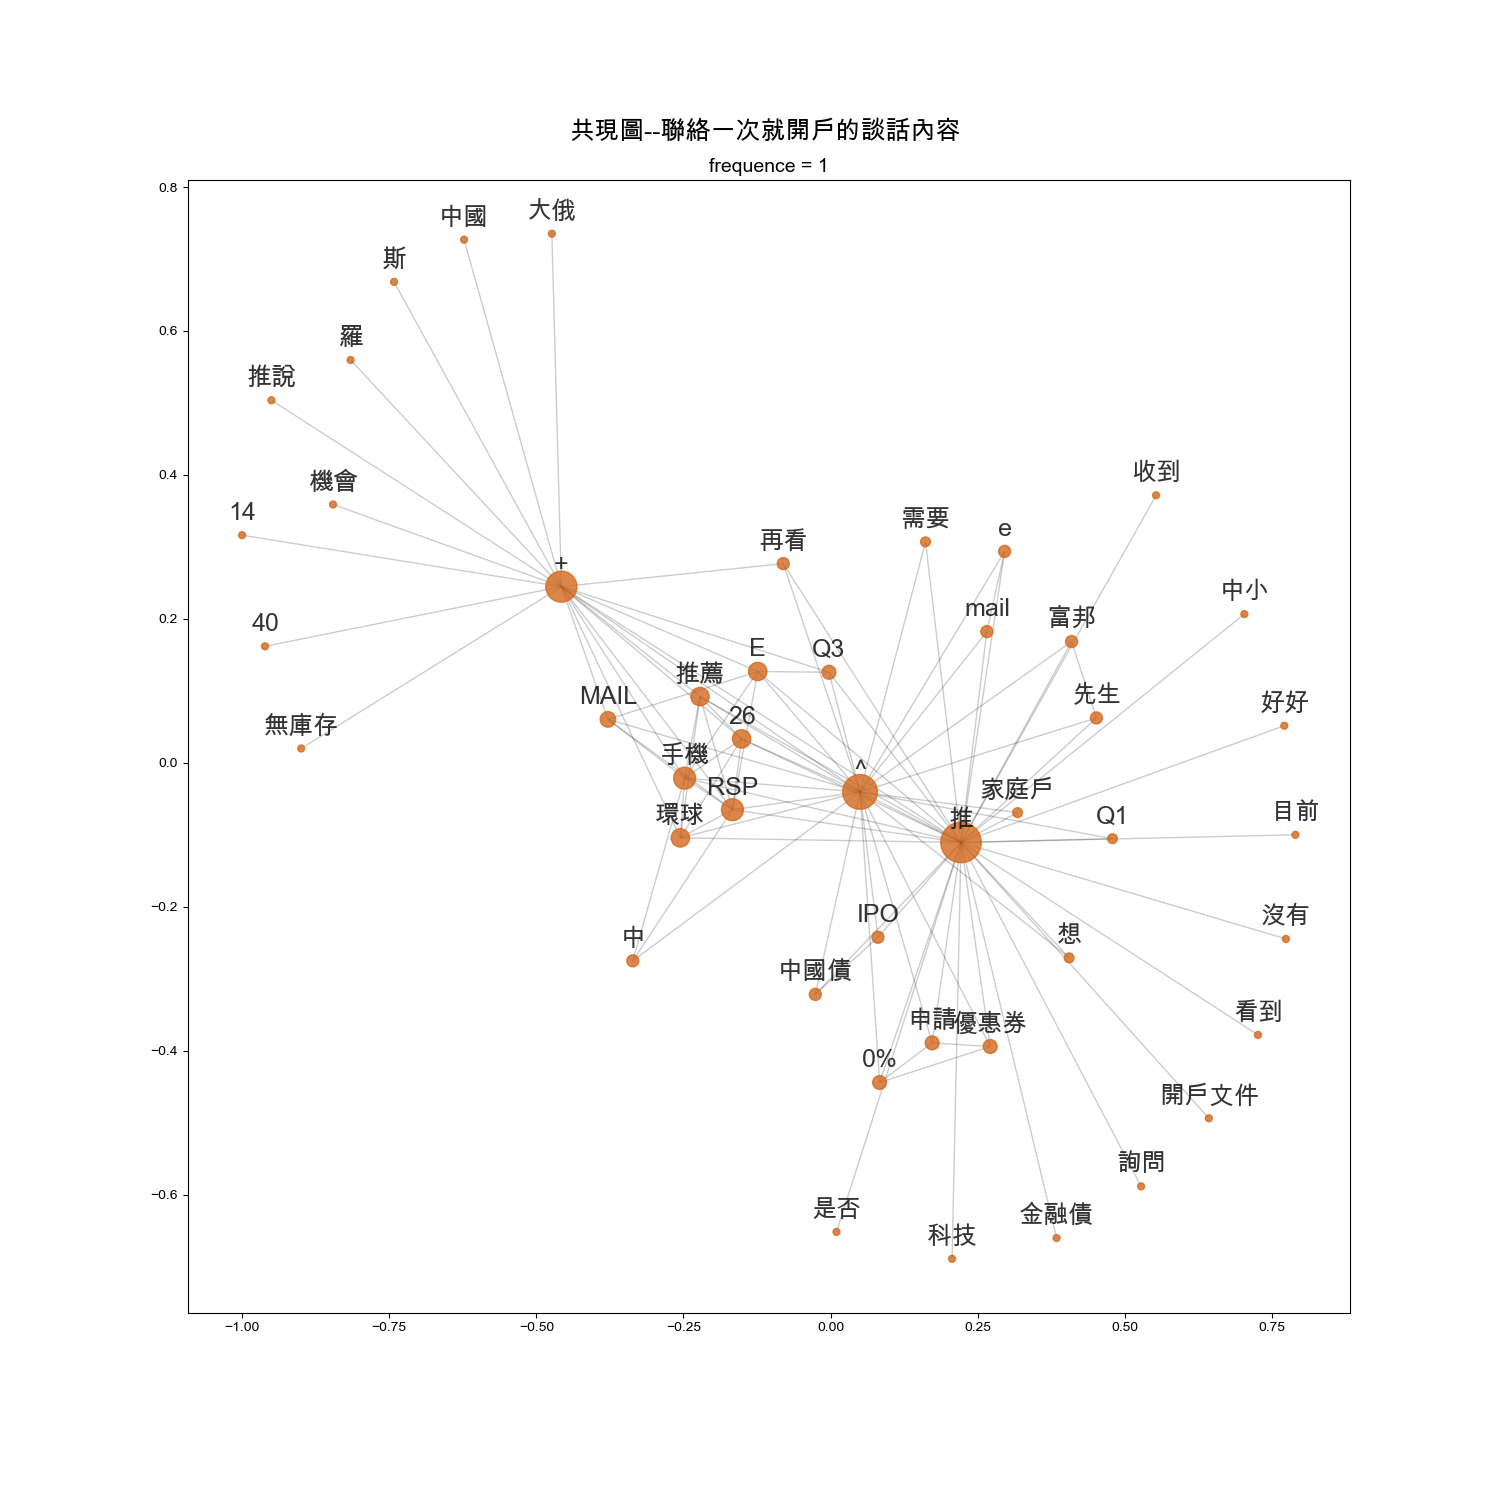 共現圖--聯絡一次就開戶的談話內容
frequence = 1
0.8
中國
大俄
斯
0.6
羅
推說
0.4
收到
機會
14
需要
e
再看
+
中小
40
0.2
mail
富邦
E
Q3
推薦
MAIL
先生
好好
26
無庫存
手機
0.0
^
RSP
家庭戶
環球
推
Q1
目前
−0.2
IPO
沒有
中
想
中國債
看到
−0.4
申請
優惠券
0%
開戶文件
詢問
−0.6
是否
金融債
科技
−1.00
−0.75
−0.50
−0.25
0.00
0.25
0.50
0.75